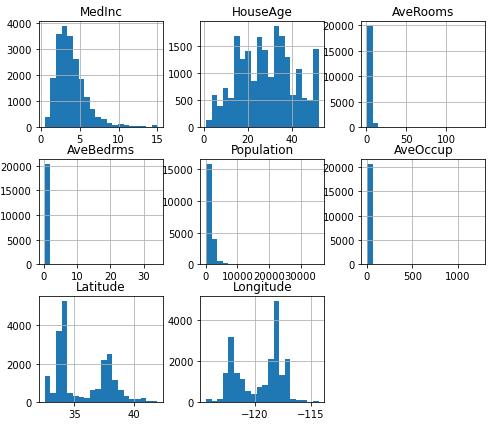 MedInc HouseAge AveRooms
4000 3000 2000 1000 0
1500 1000 500 0
20000 15000 10000 5000 0
0 5 10 15 0 20 40 0 50 100
AveBedrms Population AveOccup
20000 15000 10000 5000 0
15000 10000 5000 0
20000 15000 10000 5000 0
0 10 20 30 0 10000 20000 30000 0 500 1000
Latitude Longitude
4000 2000 0
4000 2000 0
35 40 −120 −115